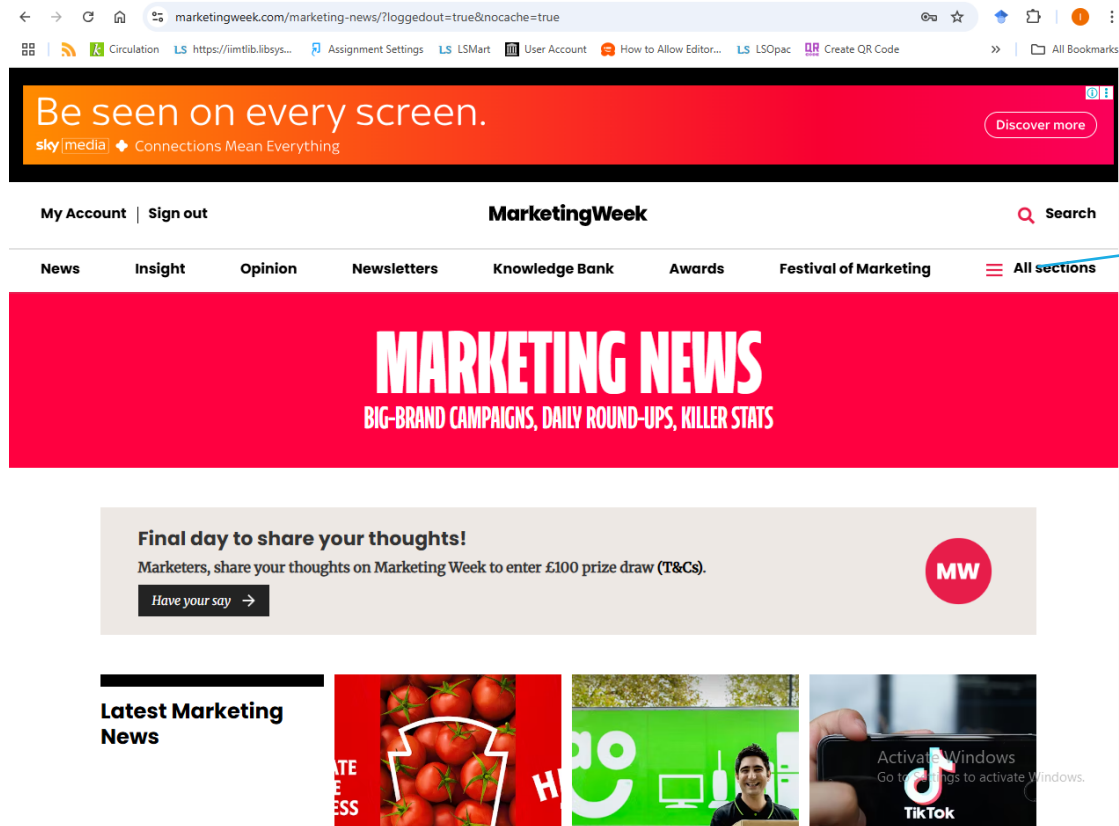 marketingweek.com/marketing-news/?loggedout=true&nocache=true
Circulation LS https://iimtlib.libsys... Assignment Settings LS LSMart User Account How to Allow Editor... LS LSOpac QR Create QR Code » All Bookmarks
Be seen on every screen.
Discover more
sky media Connections Mean Everything
My Account | Sign out
MarketingWeek
Search
News Insight Opinion Newsletters Knowledge Bank Awards Festival of Marketing All sections
MARKETING NEWS
BIG-BRAND CAMPAIGNS, DAILY ROUND-UPS, KILLER STATS
Final day to share your thoughts!
Marketers, share your thoughts on Marketing Week to enter £100 prize draw (T&Cs).
Have your say →
MW
Latest Marketing
News
ao
Activate Windows
Go to Settings to activate Windows.
TikTok